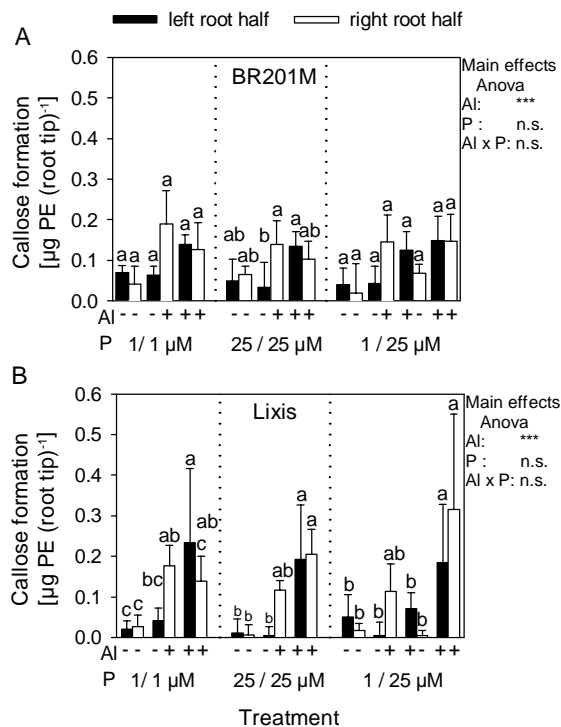 left root half right root half
A
BR201M
Callose formation
[µg PE (root tip)⁻¹
0.6
0.5
0.4
0.3
0.2
0.1
0.0
a a a a a a
ab ab b a a ab
a a a a a a a a
Al -- -+ ++ -- -+ ++ -- -+ +- ++
P 1/ 1 µM 25 / 25 µM 1 / 25 µM
Main effects
Anova
Al: ***
P : n.s.
Al x P: n.s.
B
Lixis
Callose formation
[µg PE (root tip)⁻¹
0.6
0.5
0.4
0.3
0.2
0.1
0.0
c c bc ab a ab
c
b b b ab a a
b b b ab b b a a
Al -- -+ ++ -- -+ ++ -- -+ +- ++
P 1/ 1 µM 25 / 25 µM 1 / 25 µM
Treatment
Main effects
Anova
Al: ***
P : n.s.
Al x P: n.s.